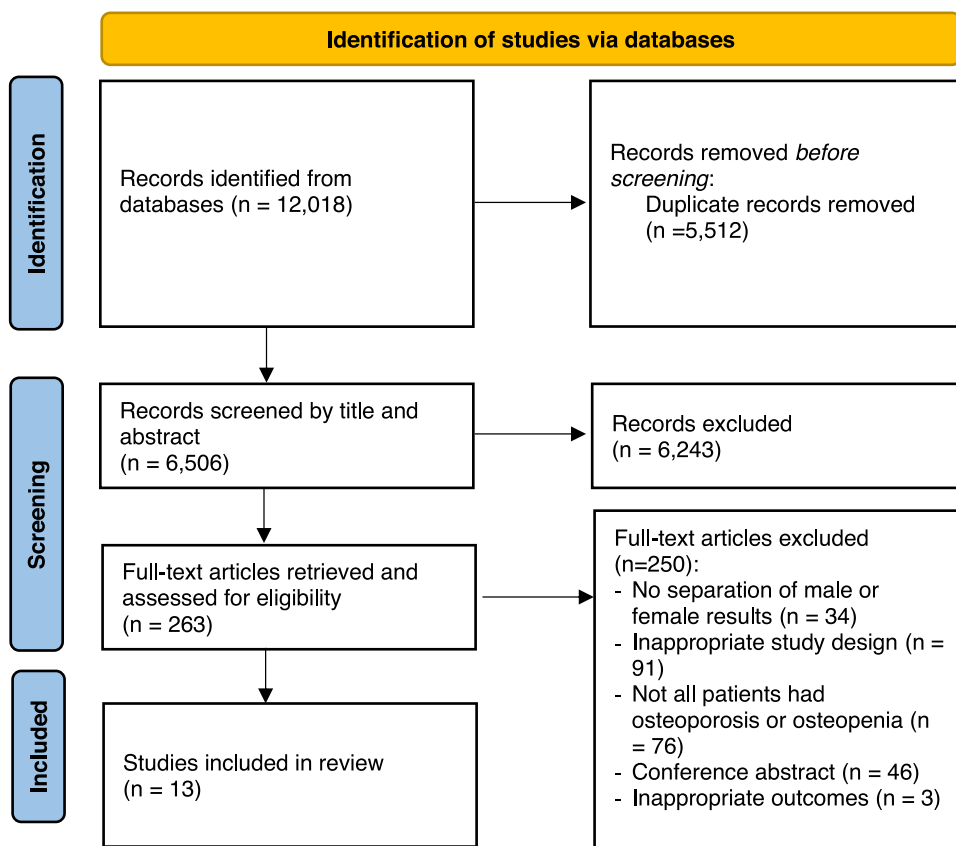 Identification of studies via databases
Identification
Records identified from
databases (n = 12,018)
Records removed before
screening:
Duplicate records removed
(n =5,512)
Screening
Records screened by title and
abstract
(n = 6,506)
Records excluded
(n = 6,243)
Full-text articles retrieved and
assessed for eligibility
(n = 263)
Full-text articles excluded
(n=250):
- No separation of male or
female results (n = 34)
- Inappropriate study design (n =
91)
- Not all patients had
osteoporosis or osteopenia (n
= 76)
- Conference abstract (n = 46)
- Inappropriate outcomes (n = 3)
Included
Studies included in review
(n = 13)